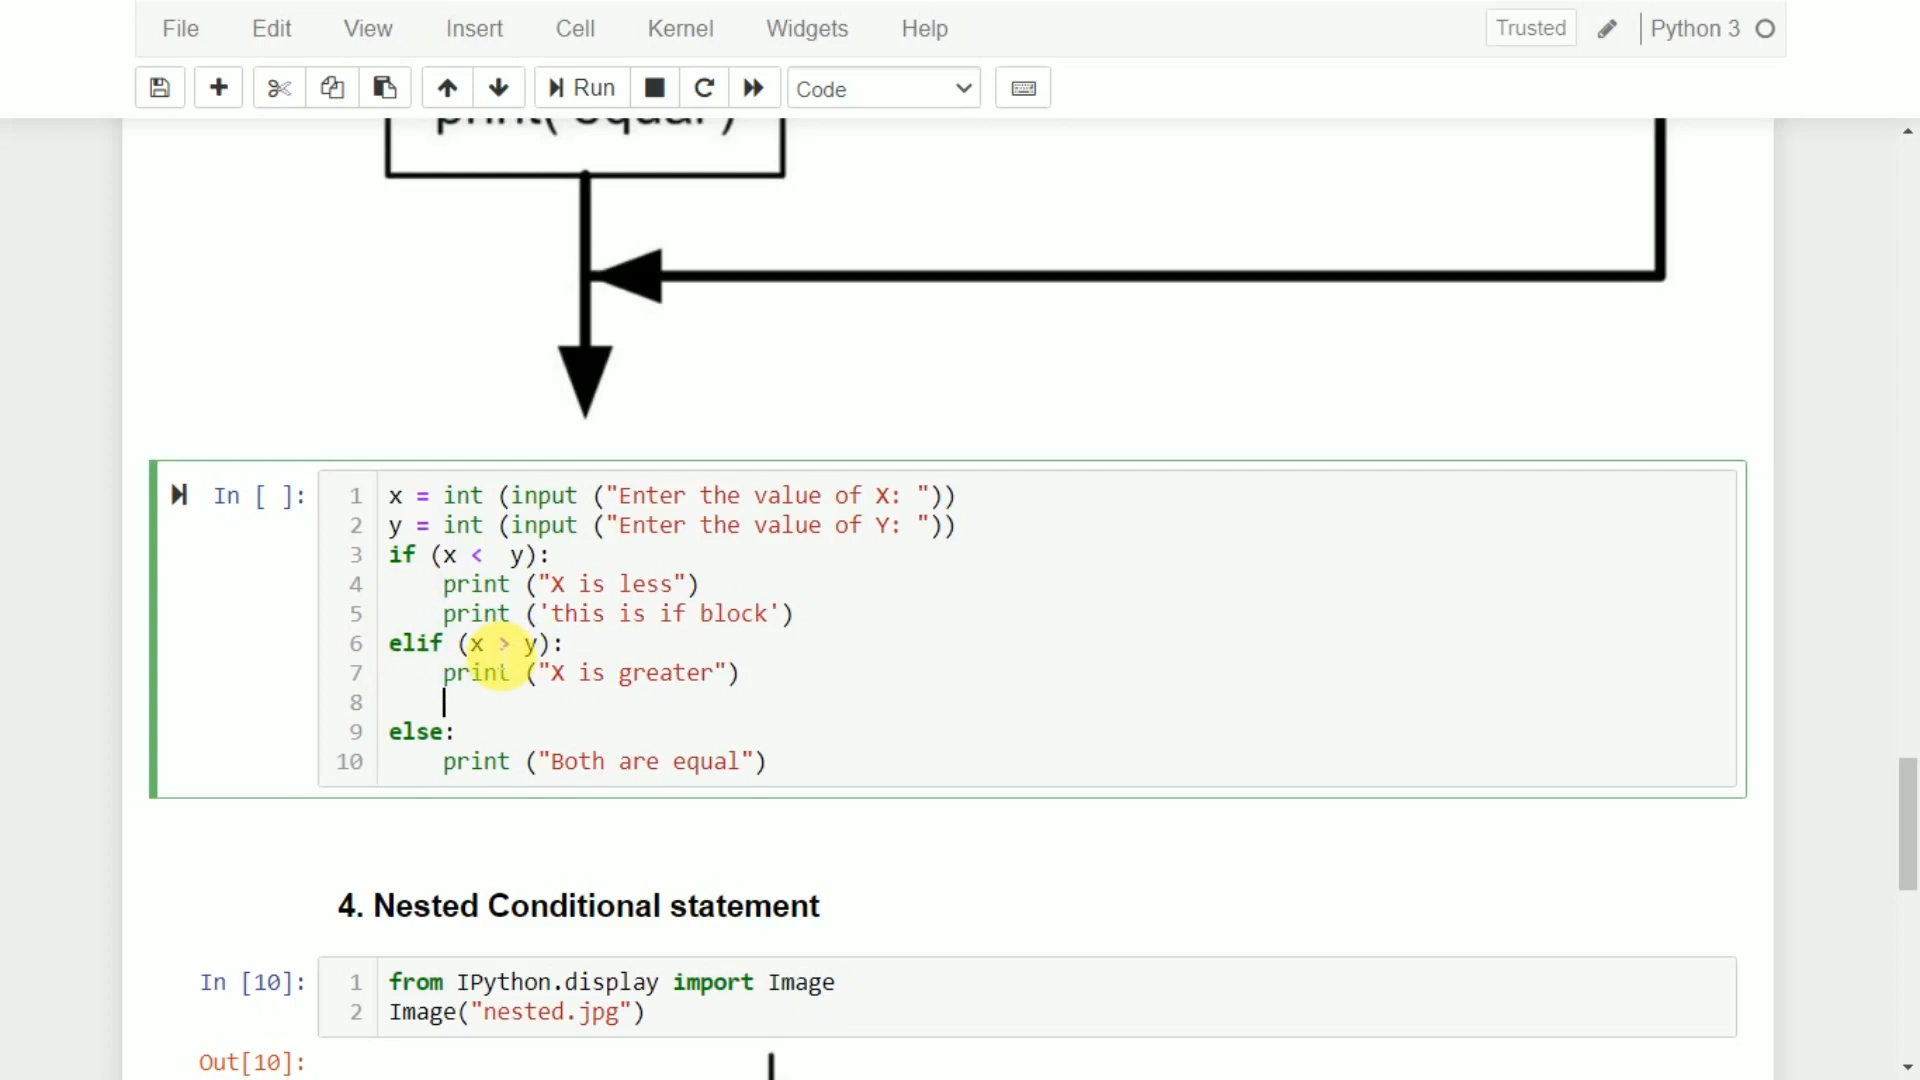 File Edit View Insert Cell Kernel Widgets Help Trusted Python 3
Run Code
print('equal')
In [ ]:
1 x = int (input ("Enter the value of X: "))
2 y = int (input ("Enter the value of Y: "))
3 if (x <  y):
4     print ("X is less")
5     print ('this is if block')
6 elif (x > y):
7     print ("X is greater")
8
9 else:
10     print ("Both are equal")
4. Nested Conditional statement
In [10]:
1 from IPython.display import Image
2 Image("nested.jpg")
Out[10]: